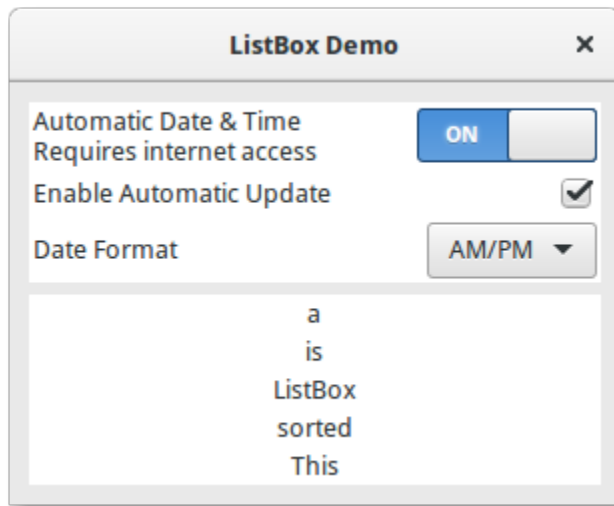 ListBox Demo
Automatic Date & Time
Requires internet access
ON
Enable Automatic Update
Date Format
AM/PM
a
is
ListBox
sorted
This